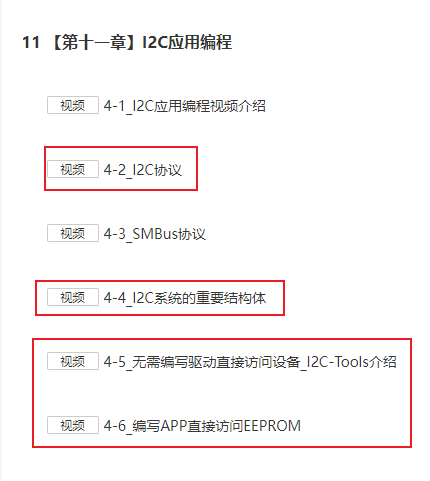 11 【第十一章】I2C应用编程
视频 4-1_I2C应用编程视频介绍
视频 4-2_I2C协议
视频 4-3_SMBus协议
视频 4-4_I2C系统的重要结构体
视频 4-5_无需编写驱动直接访问设备_I2C-Tools介绍
视频 4-6_编写APP直接访问EEPROM